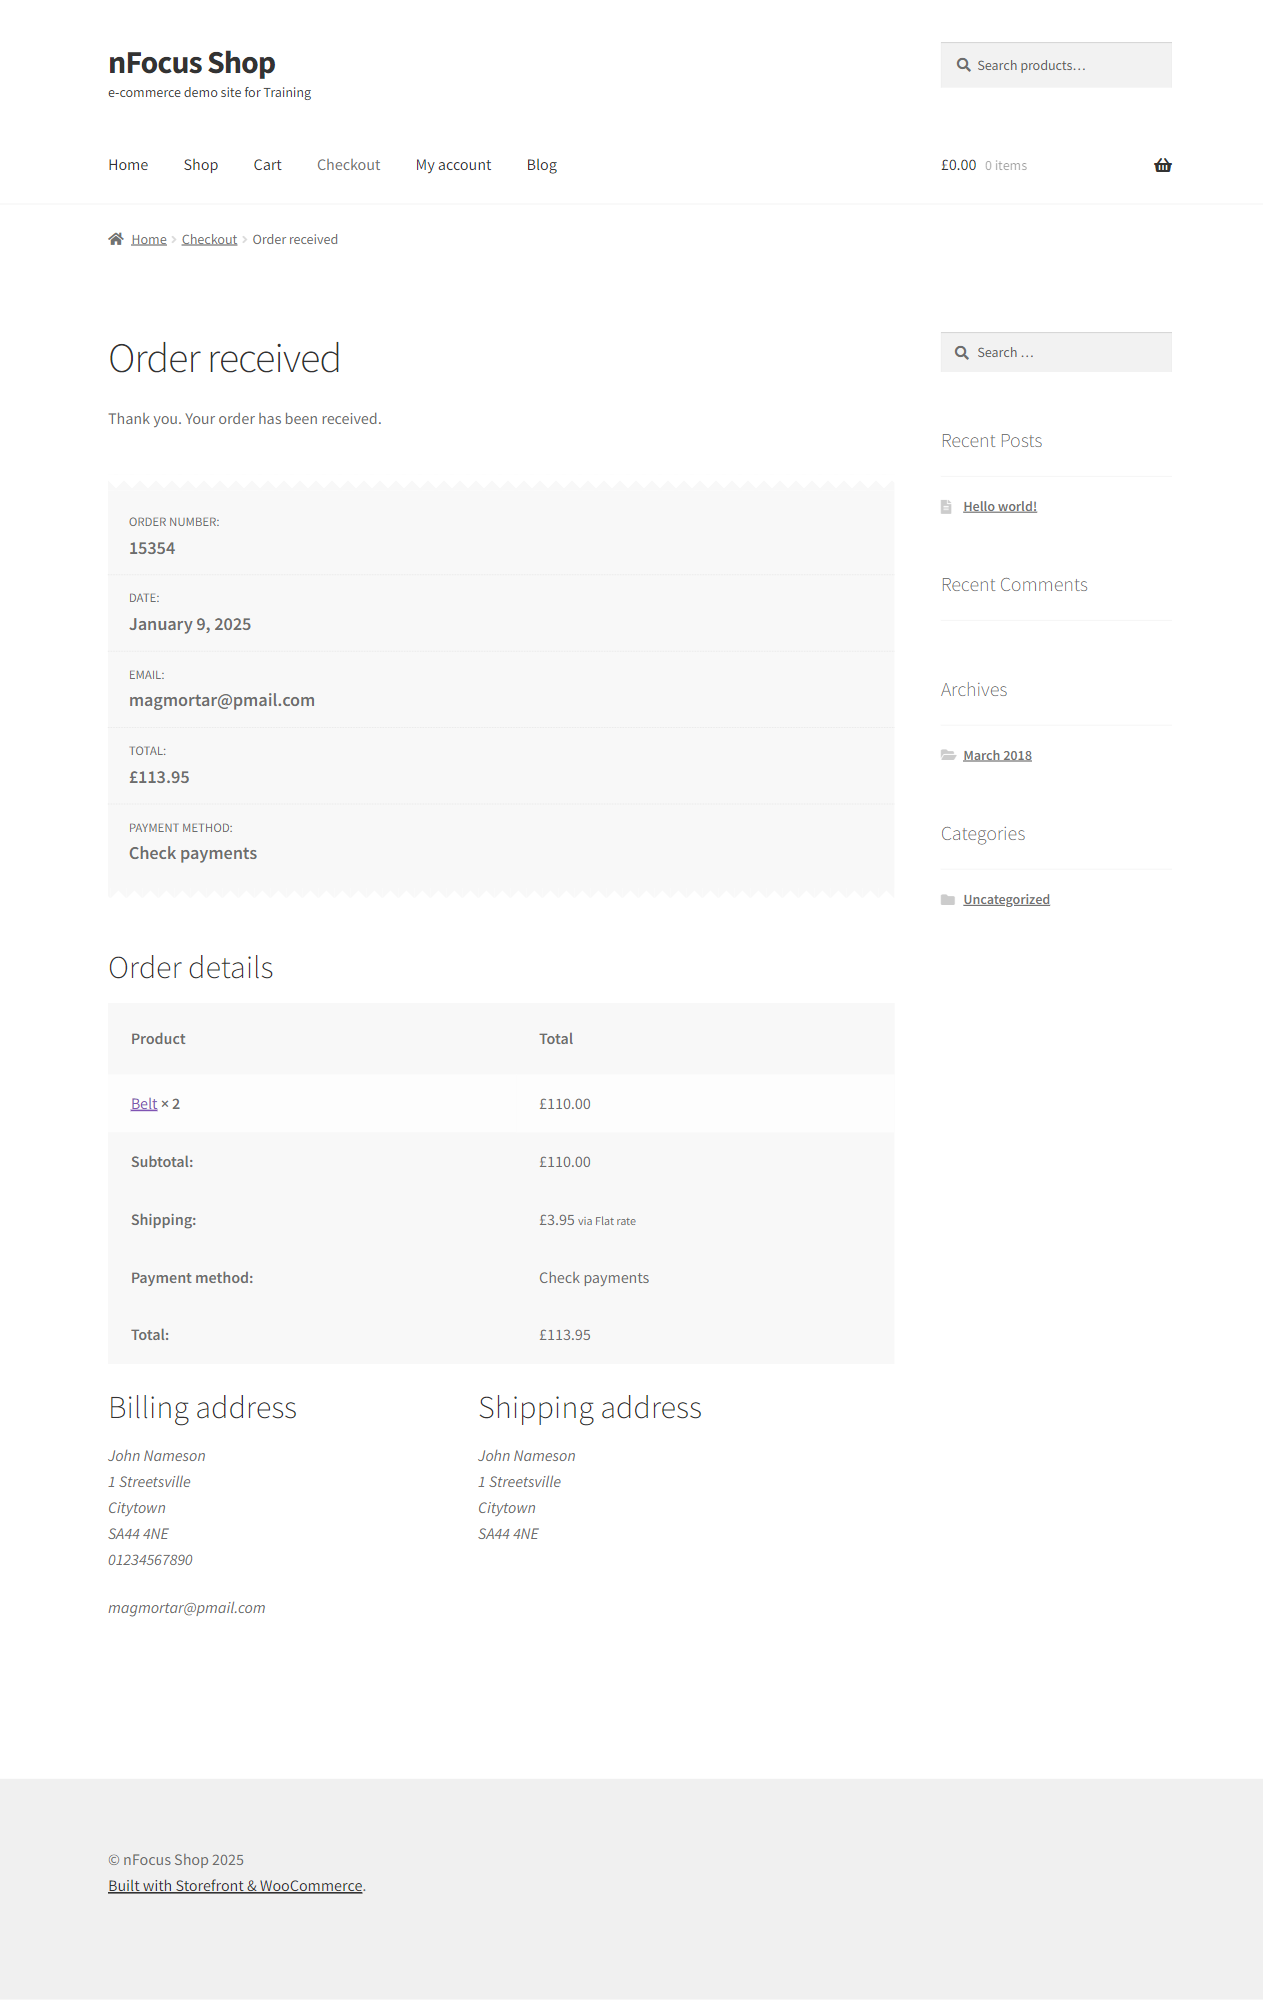 nFocus Shop
e-commerce demo site for Training
Search products…
Home Shop Cart Checkout My account Blog
£0.00 0 items
Home Checkout Order received
Order received
Thank you. Your order has been received.
ORDER NUMBER:
15354
DATE:
January 9, 2025
EMAIL:
magmortar@pmail.com
TOTAL:
£113.95
PAYMENT METHOD:
Check payments
Order details
Product Total
Belt × 2 £110.00
Subtotal: £110.00
Shipping: £3.95 via Flat rate
Payment method: Check payments
Total: £113.95
Billing address
John Nameson
1 Streetsville
Citytown
SA44 4NE
01234567890
magmortar@pmail.com
Shipping address
John Nameson
1 Streetsville
Citytown
SA44 4NE
Search …
Recent Posts
Hello world!
Recent Comments
Archives
March 2018
Categories
Uncategorized
© nFocus Shop 2025
Built with Storefront & WooCommerce.